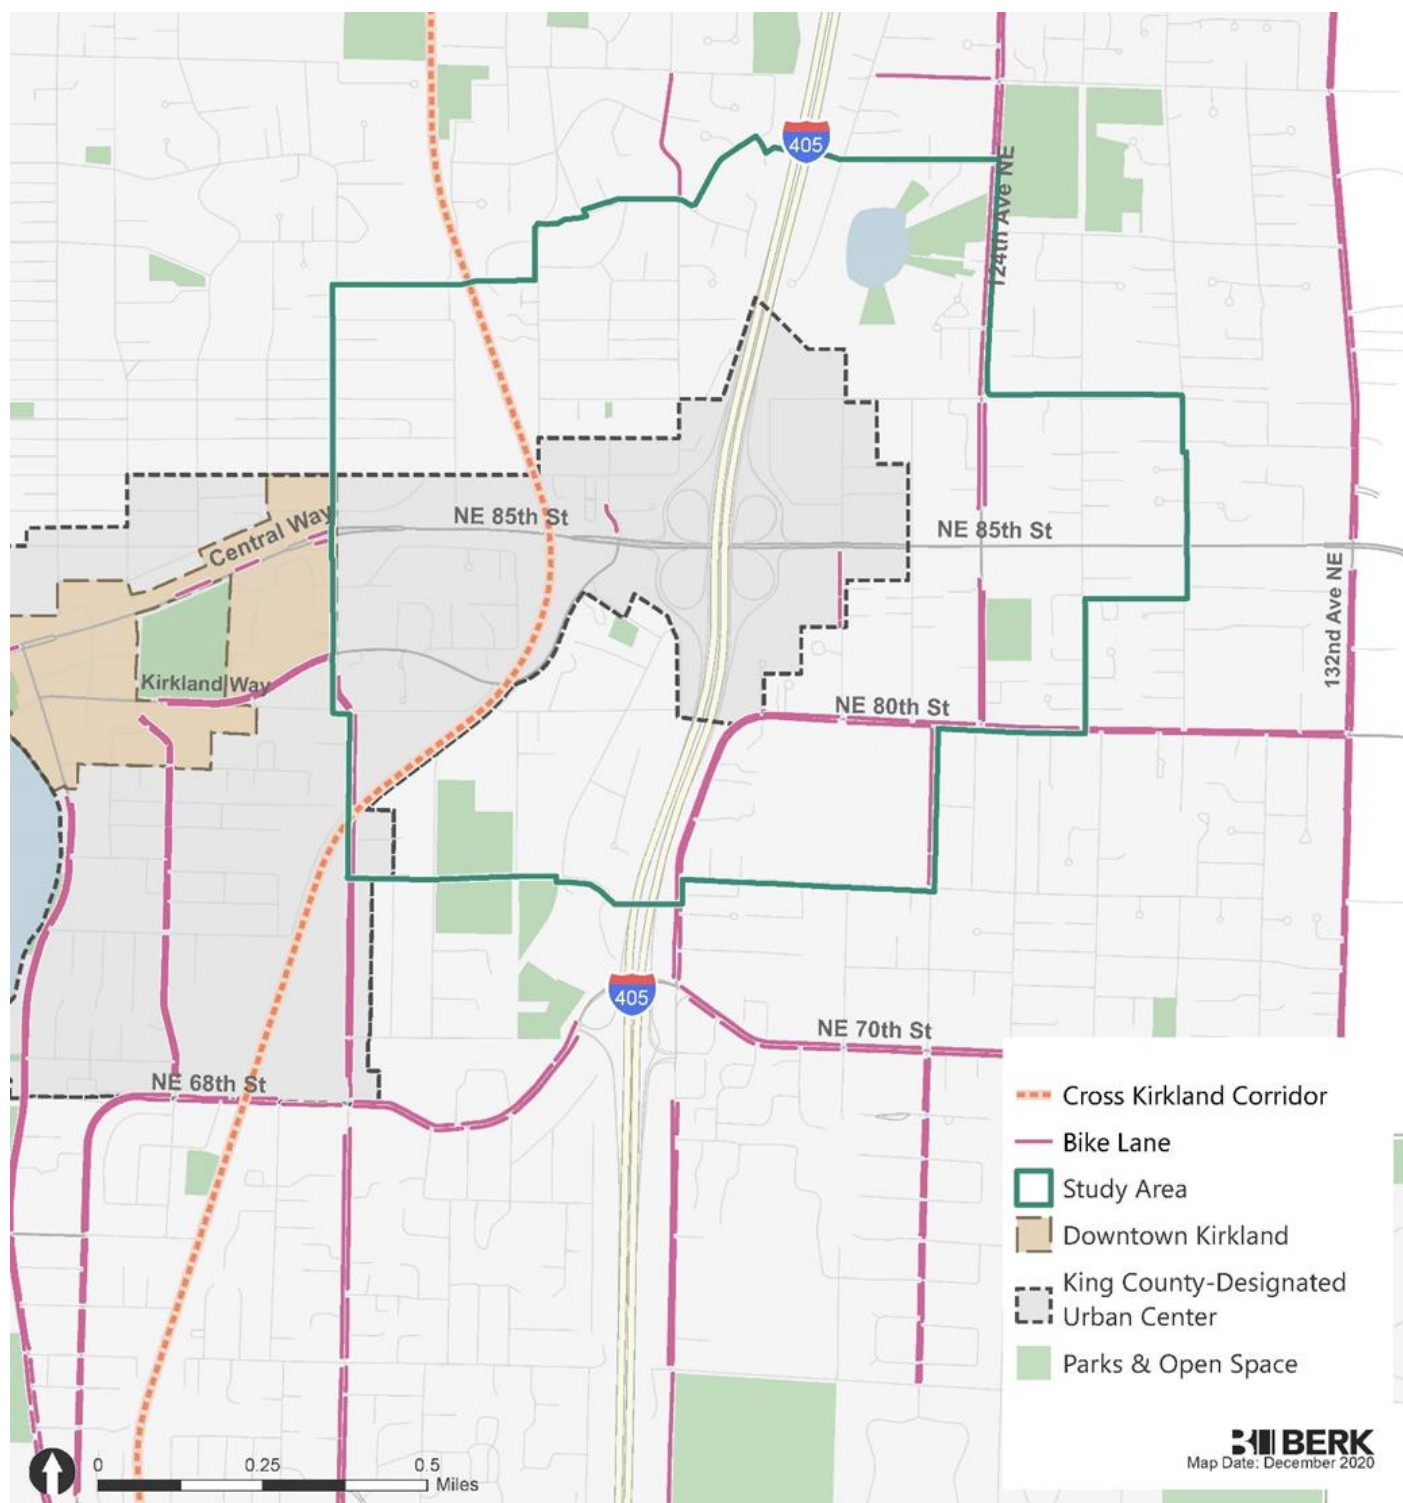 405
124th Ave NE
NE 85th St
Central Way
NE 85th St
132nd Ave NE
Kirkland Way
NE 80th St
405
NE 70th St
NE 68th St
Cross Kirkland Corridor
Bike Lane
Study Area
Downtown Kirkland
King County-Designated
Urban Center
Parks & Open Space
BERK
Map Date: December 2020
0 0.25 0.5
Miles